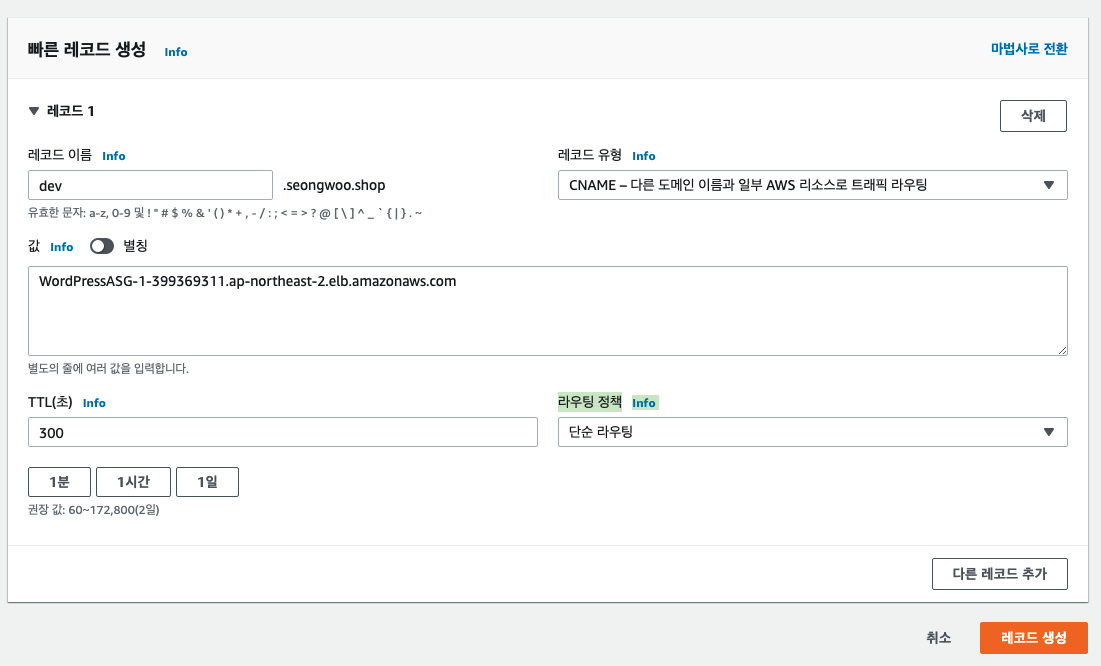 빠른 레코드 생성 Info 마법사로 전환
▼ 레코드 1
삭제
레코드 이름 Info
dev .seongwoo.shop
유효한 문자: a-z, 0-9 및 ! " # $ % & ' ( ) * + , - / : ; < = > ? @ [ \ ] ^ _ ` { | } . ~
레코드 유형 Info
CNAME – 다른 도메인 이름과 일부 AWS 리소스로 트래픽 라우팅
값 Info 별칭
WordPressASG-1-399369311.ap-northeast-2.elb.amazonaws.com
별도의 줄에 여러 값을 입력합니다.
TTL(초) Info
300
1분 1시간 1일
권장 값: 60~172,800(2일)
라우팅 정책 Info
단순 라우팅
다른 레코드 추가
취소 레코드 생성